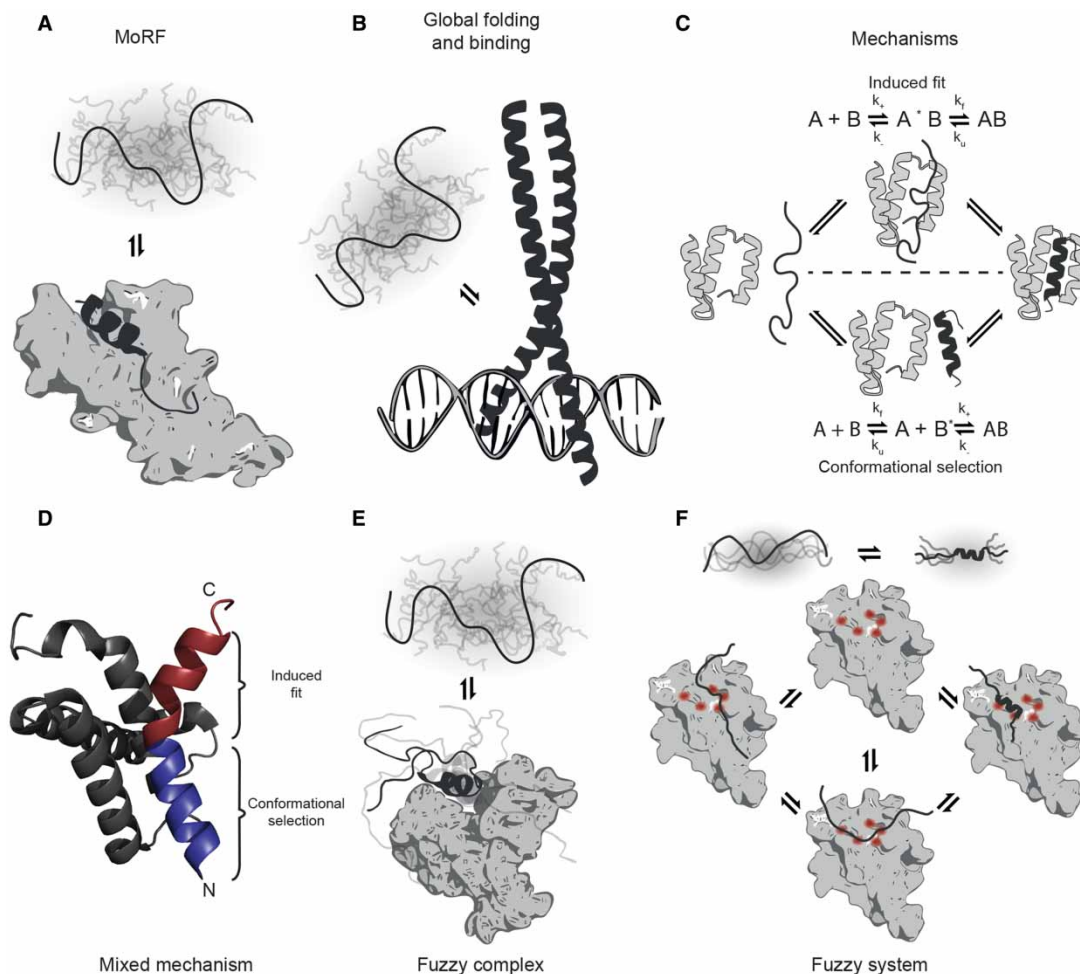 A
MoRF
B
Global folding
and binding
C
Mechanisms
Induced fit
k+ kf
A + B ⇌ A * B ⇌ AB
k- ku
kf k+
A + B ⇌ A + B* ⇌ AB
ku k-
Conformational selection
D
C
Induced
fit
Conformational
selection
N
Mixed mechanism
E
Fuzzy complex
F
Fuzzy system